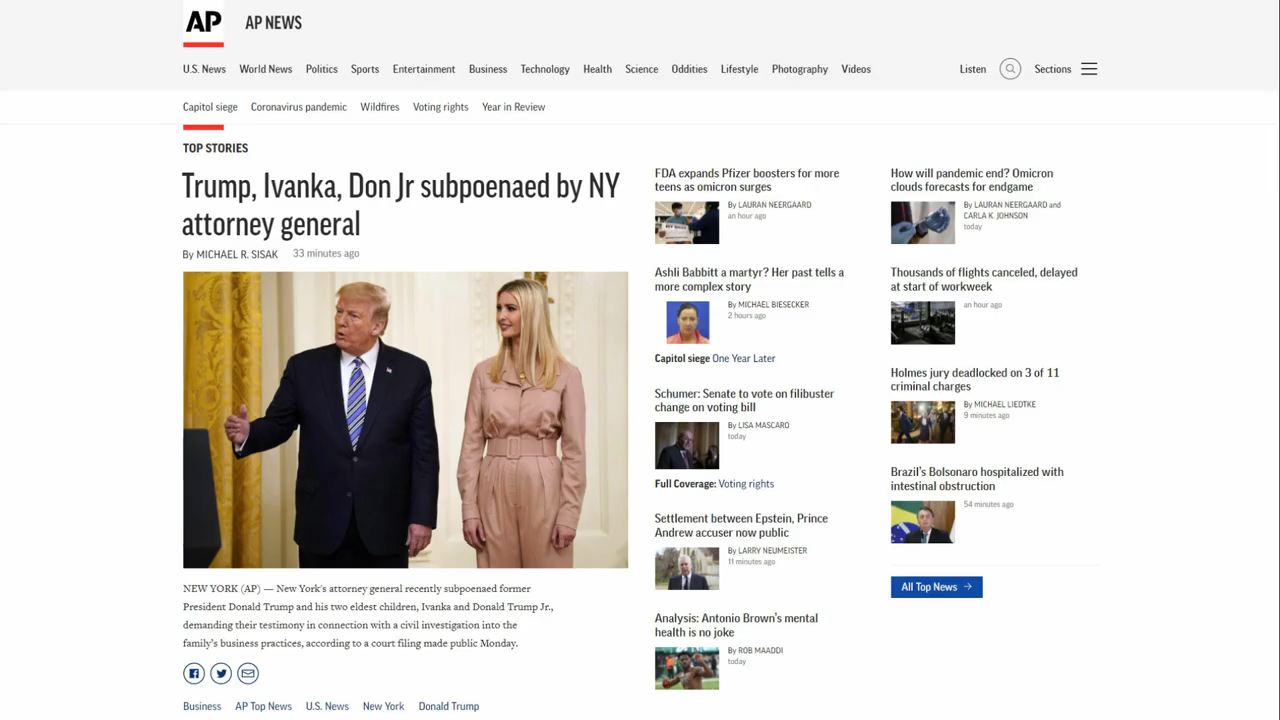 AP
AP NEWS
U.S. News World News Politics Sports Entertainment Business Technology Health Science Oddities Lifestyle Photography Videos
Listen
Sections
Capitol siege Coronavirus pandemic Wildfires Voting rights Year in Review
TOP STORIES
Trump, Ivanka, Don Jr subpoenaed by NY
attorney general
By MICHAEL R. SISAK 33 minutes ago
NEW YORK (AP) — New York's attorney general recently subpoenaed former
President Donald Trump and his two eldest children, Ivanka and Donald Trump Jr.,
demanding their testimony in connection with a civil investigation into the
family's business practices, according to a court filing made public Monday.
Business AP Top News U.S. News New York Donald Trump
FDA expands Pfizer boosters for more
teens as omicron surges
By LAURAN NEERGAARD
an hour ago
Ashli Babbitt a martyr? Her past tells a
more complex story
By MICHAEL BIESECKER
2 hours ago
Capitol siege One Year Later
Schumer: Senate to vote on filibuster
change on voting bill
By LISA MASCARO
today
Full Coverage: Voting rights
Settlement between Epstein, Prince
Andrew accuser now public
By LARRY NEUMEISTER
11 minutes ago
Analysis: Antonio Brown's mental
health is no joke
By ROB MAADDI
today
How will pandemic end? Omicron
clouds forecasts for endgame
By LAURAN NEERGAARD and
CARLA K. JOHNSON
today
Thousands of flights canceled, delayed
at start of workweek
an hour ago
Holmes jury deadlocked on 3 of 11
criminal charges
By MICHAEL LIEDTKE
9 minutes ago
Brazil's Bolsonaro hospitalized with
intestinal obstruction
54 minutes ago
All Top News →